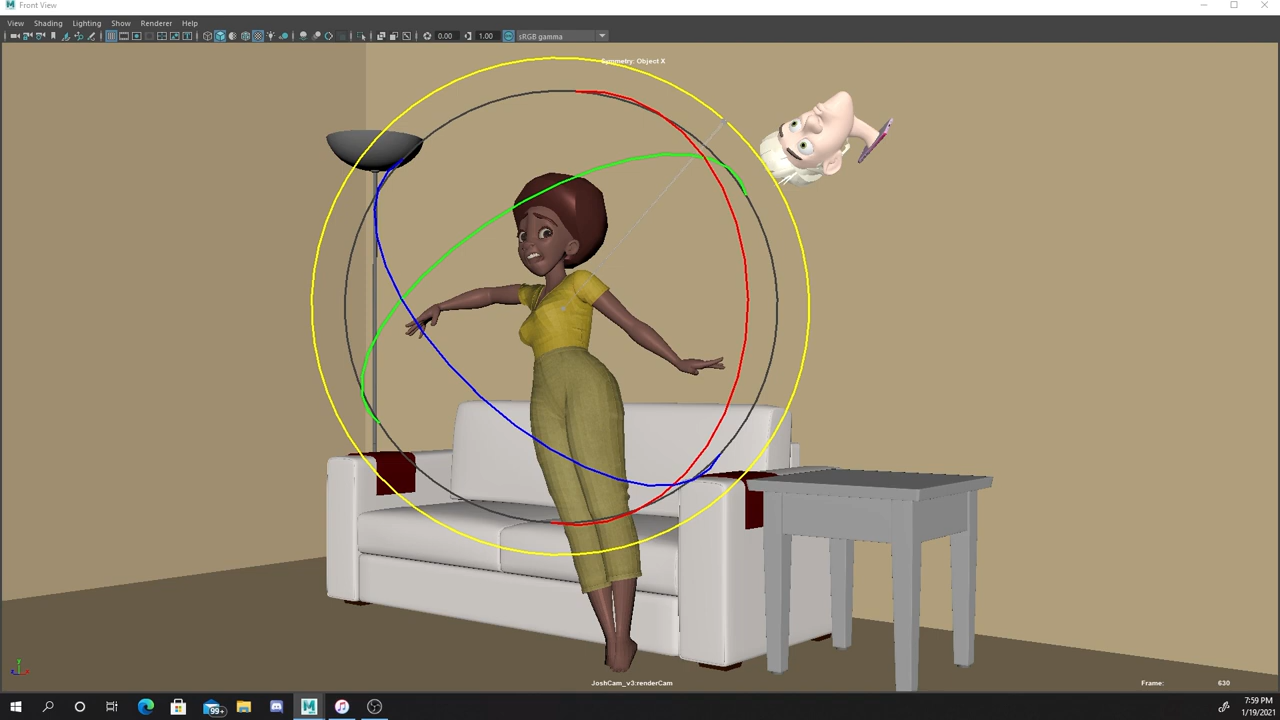 Front View
View Shading Lighting Show Renderer Help
0.00 1.00 sRGB gamma
Symmetry: Object X
JoshCam_v3:renderCam Frame: 630
99+
7:59 PM
1/19/2021